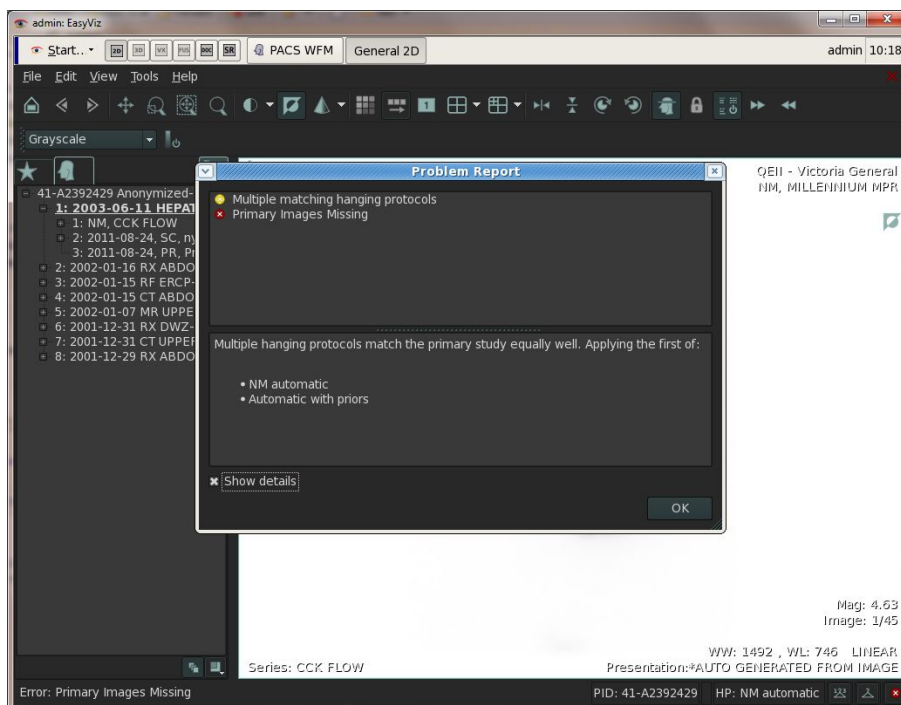 admin: EasyViz
Start...
2D 3D VX FUS DOC SR
PACS WFM
General 2D
admin 10:18
File Edit View Tools Help
1
Grayscale
QEII - Victoria General
NM, MILLENNIUM MPR
Problem Report
Multiple matching hanging protocols
Primary Images Missing
Multiple hanging protocols match the primary study equally well. Applying the first of:
• NM automatic
• Automatic with priors
Show details
OK
41-A2392429 Anonymized-
1: 2003-06-11 HEPAT
1: NM, CCK FLOW
2: 2011-08-24, SC, ny
3: 2011-08-24, PR, Pr
2: 2002-01-16 RX ABDO
3: 2002-01-15 RF ERCP-
4: 2002-01-15 CT ABDO
5: 2002-01-07 MR UPPE
6: 2001-12-31 RX DWZ-
7: 2001-12-31 CT UPPER
8: 2001-12-29 RX ABDO
Mag: 4.63
Image: 1/45
WW: 1492 , WL: 746 LINEAR
Series: CCK FLOW
Presentation:*AUTO GENERATED FROM IMAGE
Error: Primary Images Missing
PID: 41-A2392429
HP: NM automatic